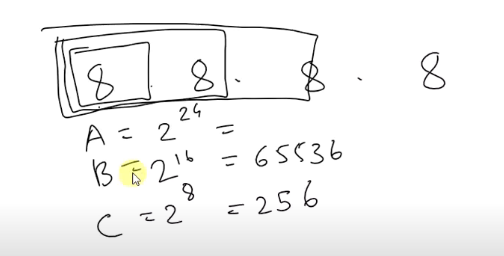 8 . 8 . 8 . 8
A = 2^24 =
B = 2^16 = 65536
C = 2^8 = 256